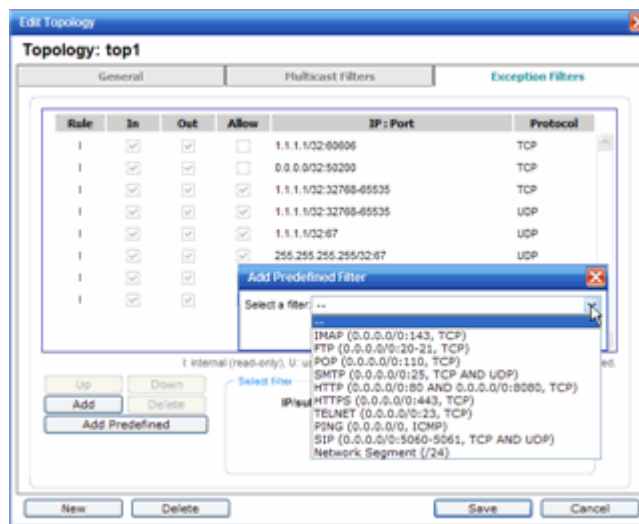 Edit Topology
Topology: top1
General Multicast Filters Exception Filters
Rule In Out Allow IP : Port Protocol
I 1.1.1.1/32:60606 TCP
I 0.0.0.0/32:50200 TCP
I 1.1.1.1/32:32768-65535 TCP
I 1.1.1.1/32:32768-65535 UDP
I 1.1.1.1/32:67 UDP
I 255.255.255.255/32:67 UDP
I
I
Add Predefined Filter
Select a filter: --
--
IMAP (0.0.0.0/0:143, TCP)
FTP (0.0.0.0/0:20-21, TCP)
POP (0.0.0.0/0:110, TCP)
SMTP (0.0.0.0/0:25, TCP AND UDP)
HTTP (0.0.0.0/0:80 AND 0.0.0.0/0:8080, TCP)
HTTPS (0.0.0.0/0:443, TCP)
TELNET (0.0.0.0/0:23, TCP)
PING (0.0.0.0/0, ICMP)
SIP (0.0.0.0/0:5060-5061, TCP AND UDP)
Network Segment (/24)
I: internal (read-only), U:
Up Down
Add Delete
Add Predefined
Select filter
New Delete Save Cancel